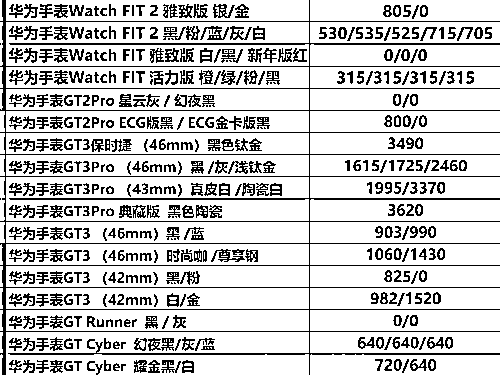 华为手表Watch FIT 2 雅致版 银/金 805/0
华为手表Watch FIT 2 黑/粉/蓝/灰/白 530/535/525/715/705
华为手表Watch FIT 雅致版 白/黑/ 新年版红 0/0/0
华为手表Watch FIT 活力版 橙/绿/粉/黑 315/315/315/315
华为手表GT2Pro 星云灰 / 幻夜黑 0/0
华为手表GT2Pro ECG版黑 / ECG金卡版黑 800/0
华为手表GT3保时捷 （46mm）黑色钛金 3490
华为手表GT3Pro （46mm）黑 /灰/浅钛金 1615/1725/2460
华为手表GT3Pro （43mm）真皮白 /陶瓷白 1995/3370
华为手表GT3Pro 典藏版 黑色陶瓷 3620
华为手表GT3 （46mm）黑 /蓝 903/990
华为手表GT3 （46mm）时尚咖 /尊享钢 1060/1430
华为手表GT3 （42mm）黑/粉 825/0
华为手表GT3 （42mm）白/金 982/1520
华为手表GT Runner 黑 / 灰 0/0
华为手表GT Cyber 幻夜黑/灰/蓝 640/640/640
华为手表GT Cyber 耀金黑/白 720/640